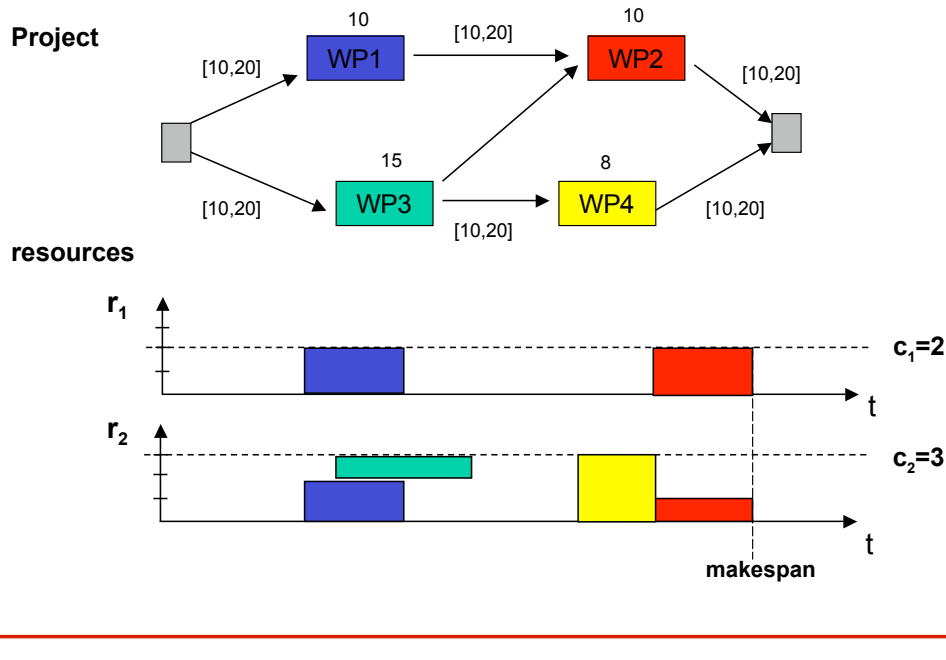 Project
10
10
[10,20]
WP1
WP2
[10,20]
[10,20]
15
8
WP3
WP4
[10,20]
[10,20]
[10,20]
resources
r₁
c₁=2
t
r₂
c₂=3
t
makespan